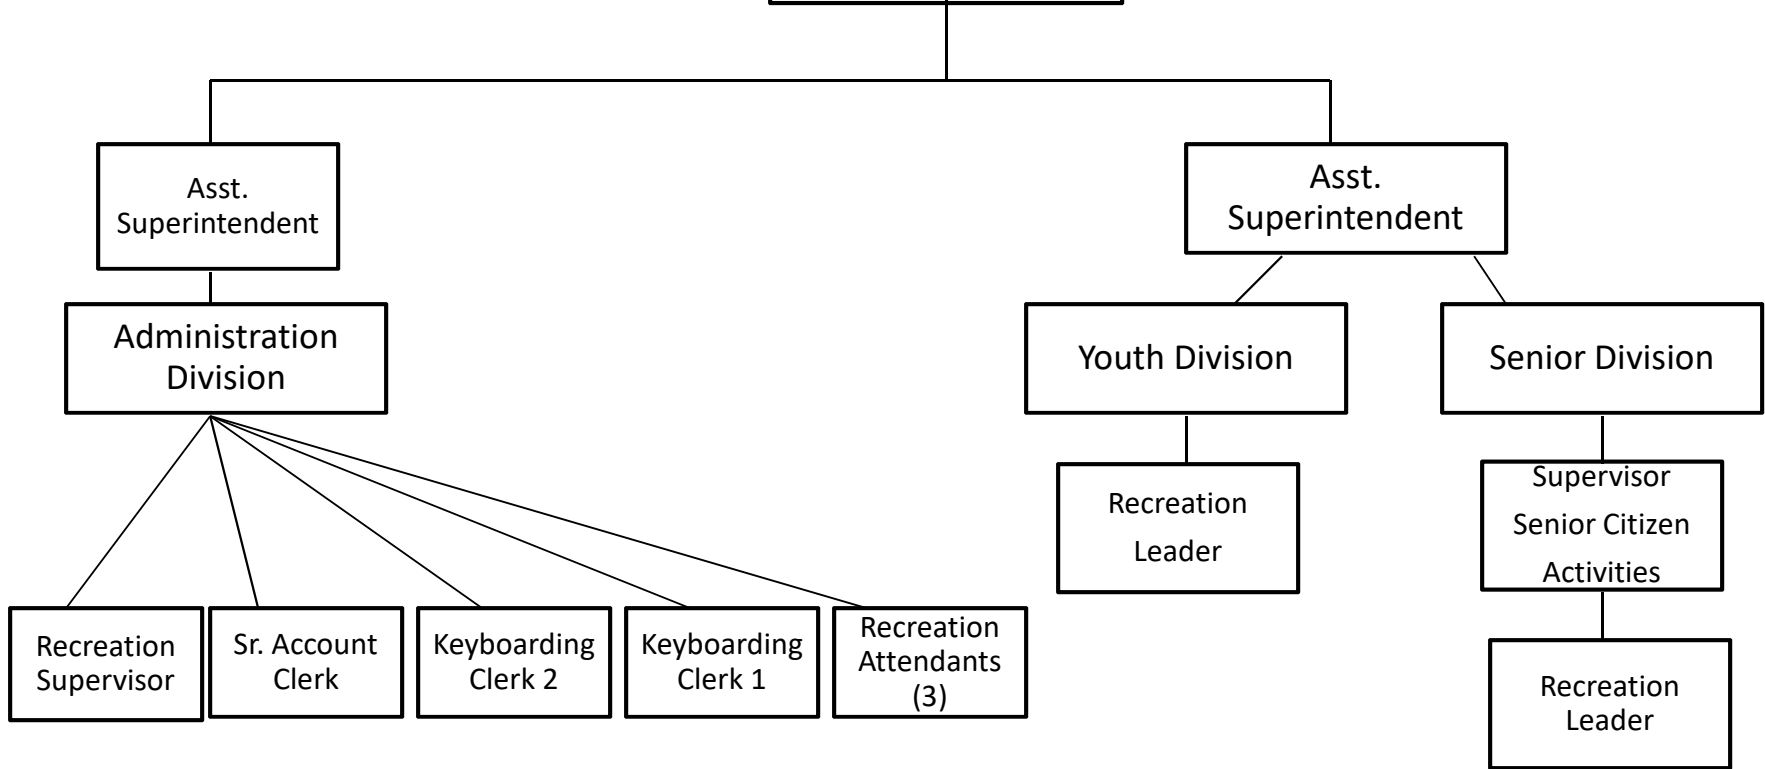 Asst.
Superintendent
Asst.
Superintendent
Administration
Division
Youth Division
Senior Division
Recreation
Leader
Supervisor
Senior Citizen
Activities
Recreation
Supervisor
Sr. Account
Clerk
Keyboarding
Clerk 2
Keyboarding
Clerk 1
Recreation
Attendants
(3)
Recreation
Leader